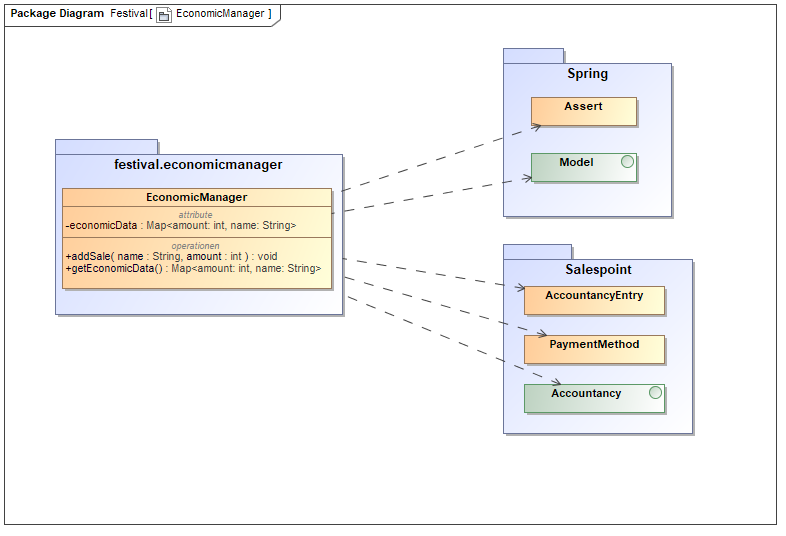 Package Diagram Festival[ EconomicManager ]
Spring
Assert
Model
festival.economicmanager
EconomicManager
attribute
-economicData : Map<amount: int, name: String>
operationen
+addSale( name : String, amount : int ) : void
+getEconomicData() : Map<amount: int, name: String>
Salespoint
AccountancyEntry
PaymentMethod
Accountancy